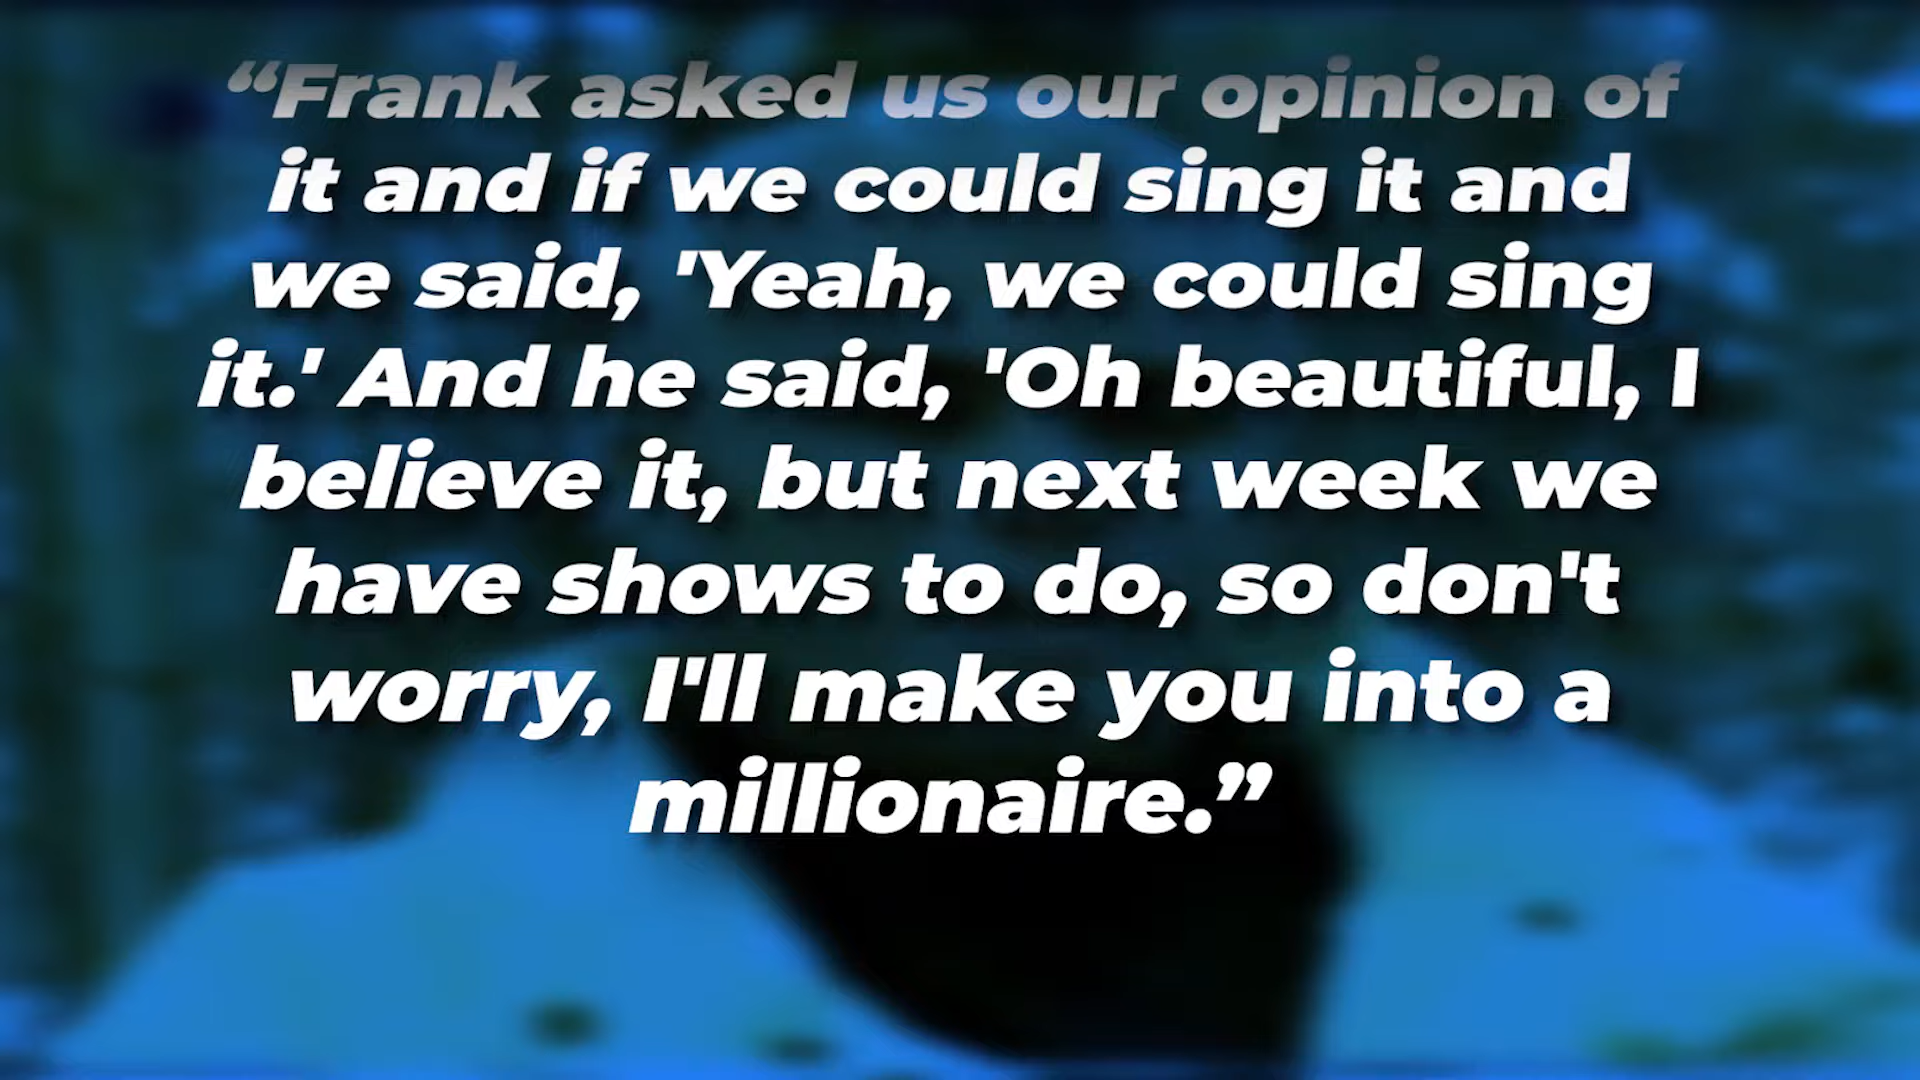 “Frank asked us our opinion of
it and if we could sing it and
we said, 'Yeah, we could sing
it.' And he said, 'Oh beautiful, I
believe it, but next week we
have shows to do, so don't
worry, I'll make you into a
millionaire.”